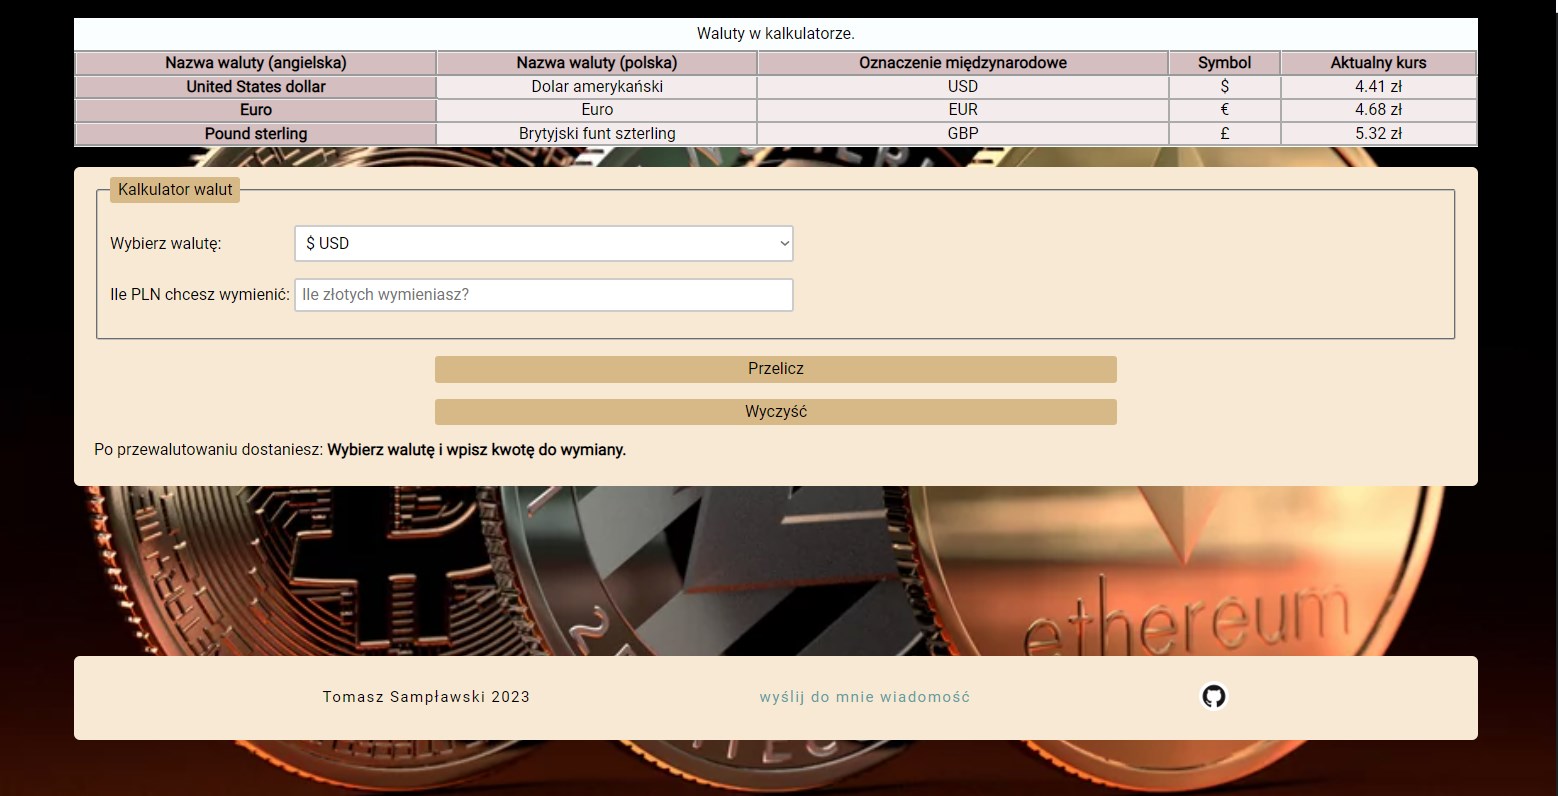 Waluty w kalkulatorze.
Nazwa waluty (angielska) Nazwa waluty (polska) Oznaczenie międzynarodowe Symbol Aktualny kurs
United States dollar Dolar amerykański USD $ 4.41 zł
Euro Euro EUR € 4.68 zł
Pound sterling Brytyjski funt szterling GBP £ 5.32 zł
Kalkulator walut
Wybierz walutę: $ USD
Ile PLN chcesz wymienić: Ile złotych wymieniasz?
Przelicz
Wyczyść
Po przewalutowaniu dostaniesz: Wybierz walutę i wpisz kwotę do wymiany.
ethereum
Tomasz Sampławski 2023 wyślij do mnie wiadomość